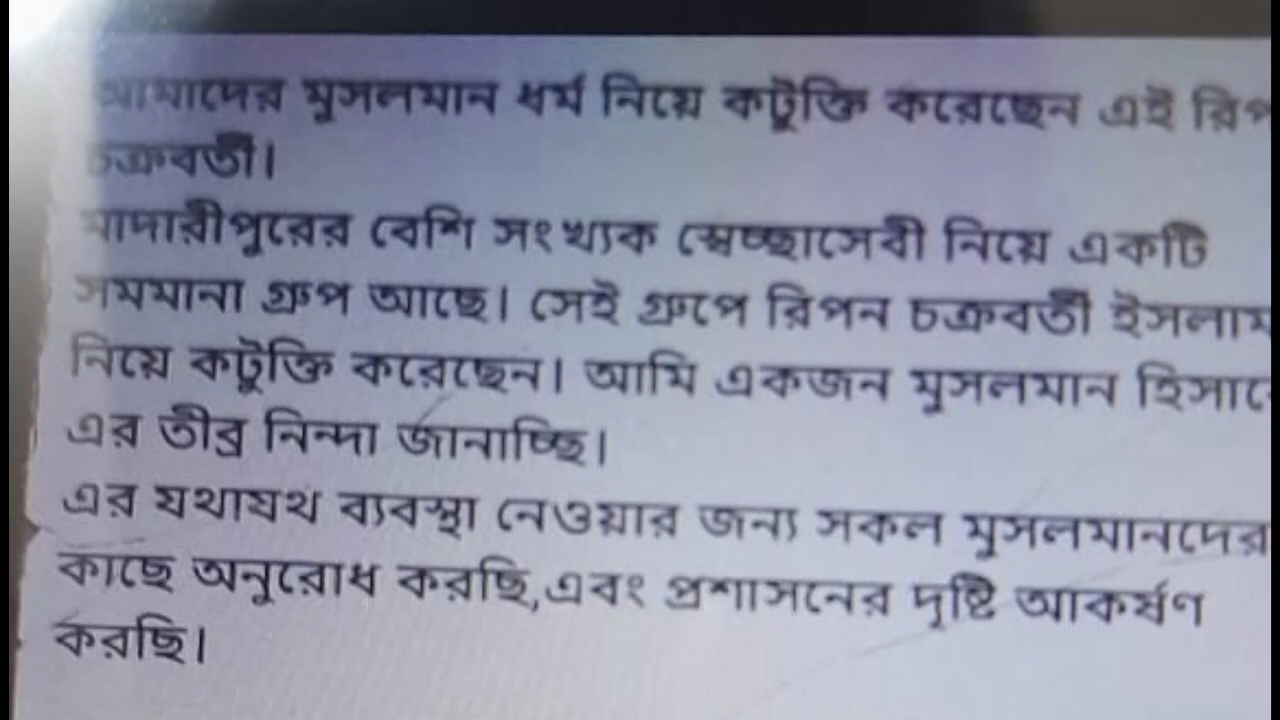 আমাদের মুসলমান ধর্ম নিয়ে কটুক্তি করেছেন এই
চক্রবর্তী।
মাদারীপুরের বেশি সংখ্যক স্বেচ্ছাসেবী নিয়ে একটি
সমমানা গ্রুপ আছে। সেই গ্রুপে রিপন চক্রবর্তী ইসলাম
নিয়ে কটুক্তি করেছেন। আমি একজন মুসলমান
এর তীব্র নিন্দা জানাচ্ছি।
এর যথাযথ ব্যবস্থা নেওয়ার জন্য সকল মুসলমানদের
কাছে অনুরোধ করছি,এবং প্রশাসনের দৃষ্টি আকর্ষণ
করছি।